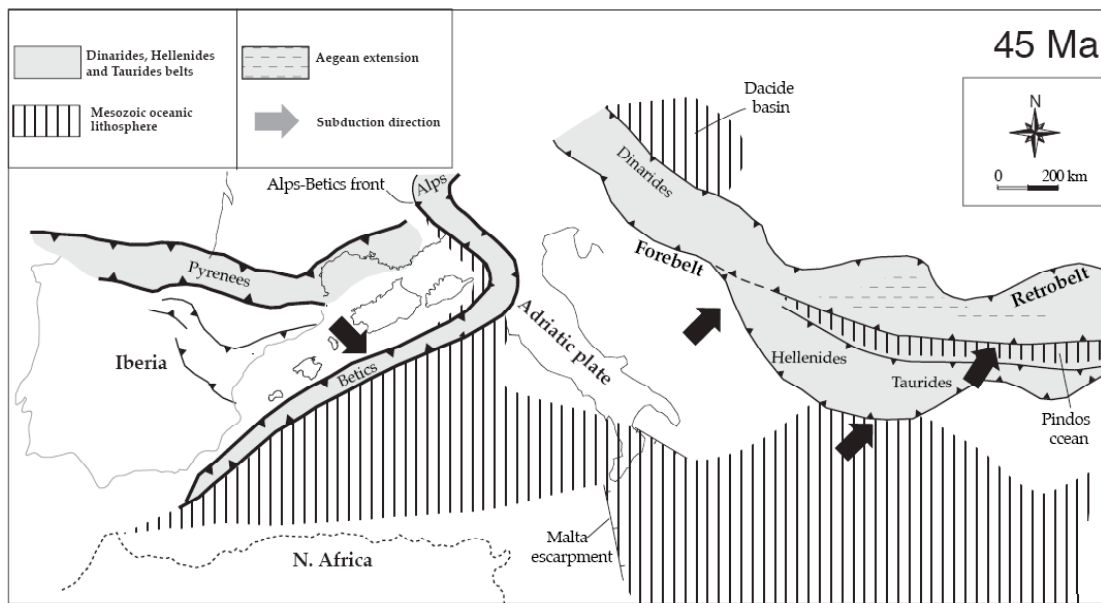 Dinarides, Hellenides
and Taurides belts
Aegean extension
Mesozoic oceanic
lithosphere
Subduction direction
45 Ma
N
0 200 km
Dacide
basin
Alps-Betics front
Alps
Dinarides
Pyrenees
Forebelt
Retrobelt
Adriatic plate
Iberia
Betics
Hellenides
Taurides
Pindos
ccean
Malta
escarpment
N. Africa